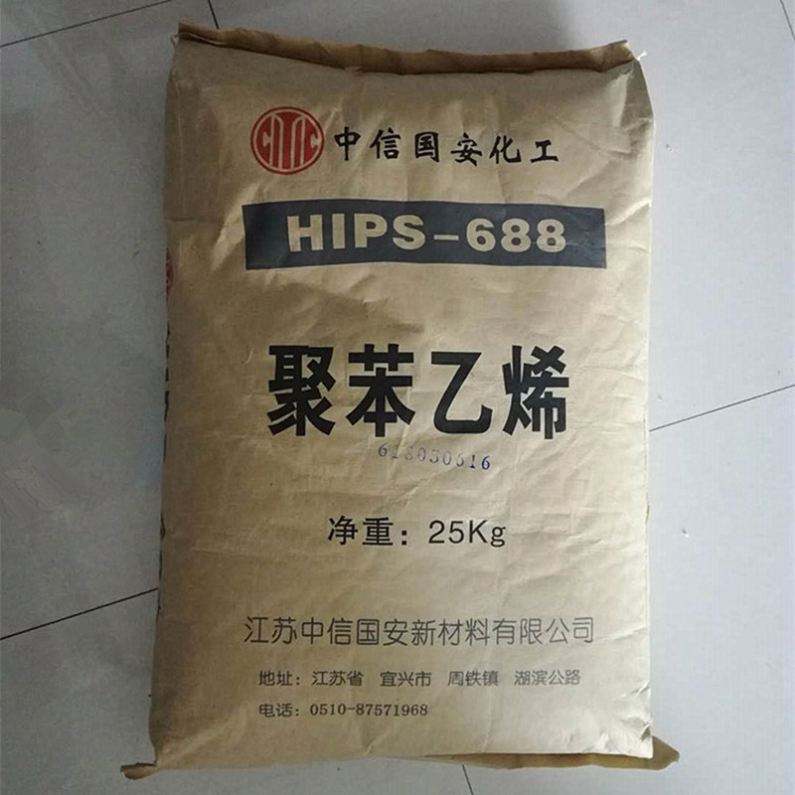 CITIC 中信国安化工
HIPS-688
聚苯乙烯
净重：25Kg
江苏中信国安新材料有限公司
地址：江苏省 宜兴市 周铁镇 湖滨公路
电话：0510-87571968